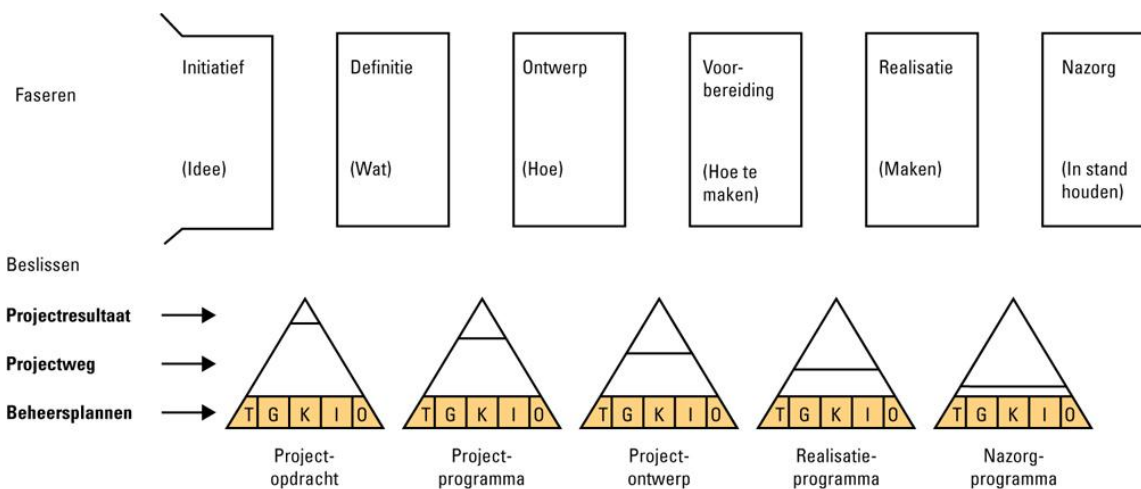 Initiatief
Definitie
Ontwerp
Voor-
bereiding
Realisatie
Nazorg
Faseren
(Idee)
(Wat)
(Hoe)
(Hoe te
maken)
(Maken)
(In stand
houden)
Beslissen
Projectresultaat
Projectweg
Beheersplannen
T G K I O
T G K I O
T G K I O
T G K I O
T G K I O
Project-
opdracht
Project-
programma
Project-
ontwerp
Realisatie-
programma
Nazorg-
programma